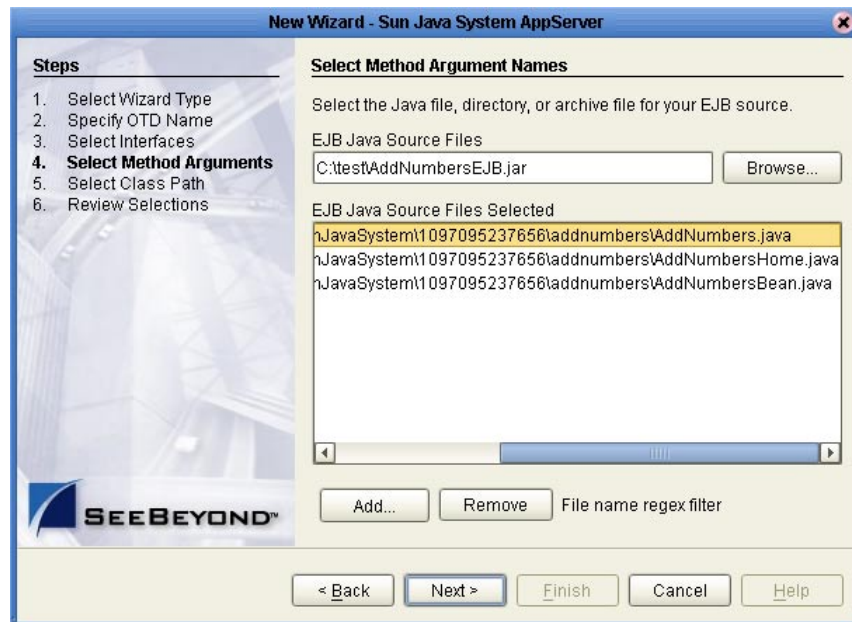 New Wizard - Sun Java System AppServer
Steps
1. Select Wizard Type
2. Specify OTD Name
3. Select Interfaces
4. Select Method Arguments
5. Select Class Path
6. Review Selections
SEEBEYOND™
Select Method Argument Names
Select the Java file, directory, or archive file for your EJB source.
EJB Java Source Files
C:\test\AddNumbersEJB.jar
Browse...
EJB Java Source Files Selected
nJavaSystem\1097095237656\addnumbers\AddNumbers.java
nJavaSystem\1097095237656\addnumbers\AddNumbersHome.java
nJavaSystem\1097095237656\addnumbers\AddNumbersBean.java
Add... Remove File name regex filter
< Back Next > Finish Cancel Help